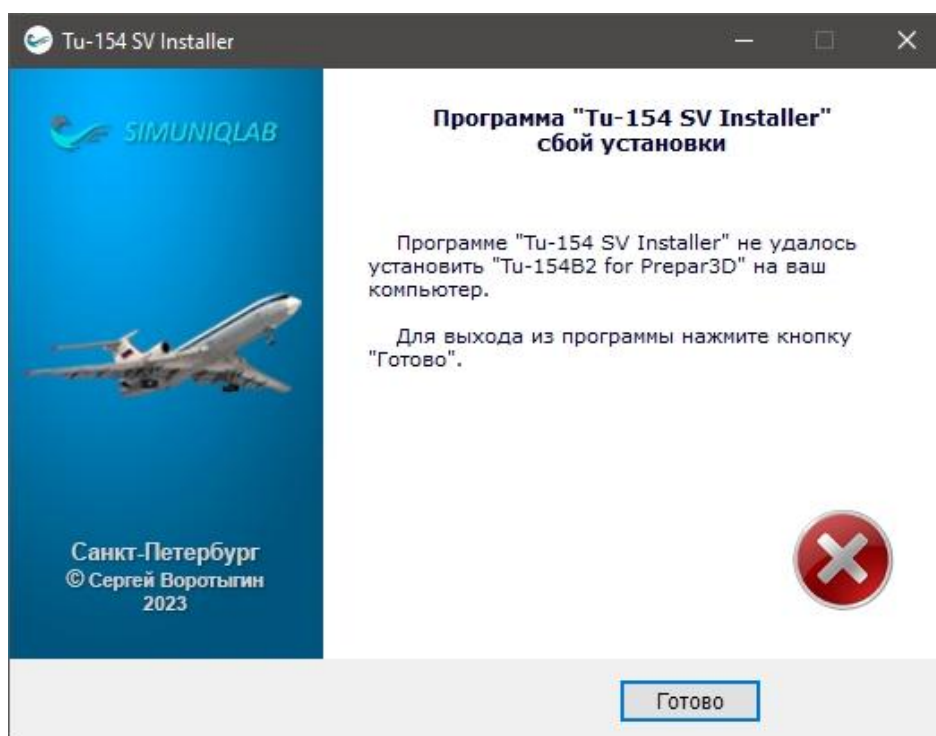 Tu-154 SV Installer
SIMUNIQLAB
Программа "Tu-154 SV Installer"
сбой установки
Программе "Tu-154 SV Installer" не удалось
установить "Tu-154B2 for Prepar3D" на ваш
компьютер.
Для выхода из программы нажмите кнопку
"Готово".
Санкт-Петербург
© Сергей Воротыгин
2023
Готово